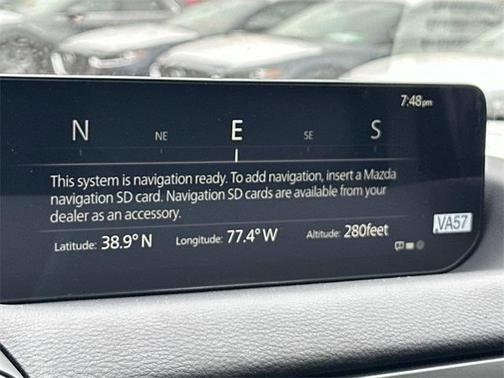 7:48pm
N NE E SE S
This system is navigation ready. To add navigation, insert a Mazda
navigation SD card. Navigation SD cards are available from your
dealer as an accessory.
Latitude: 38.9° N Longitude: 77.4° W Altitude: 280feet
VA57